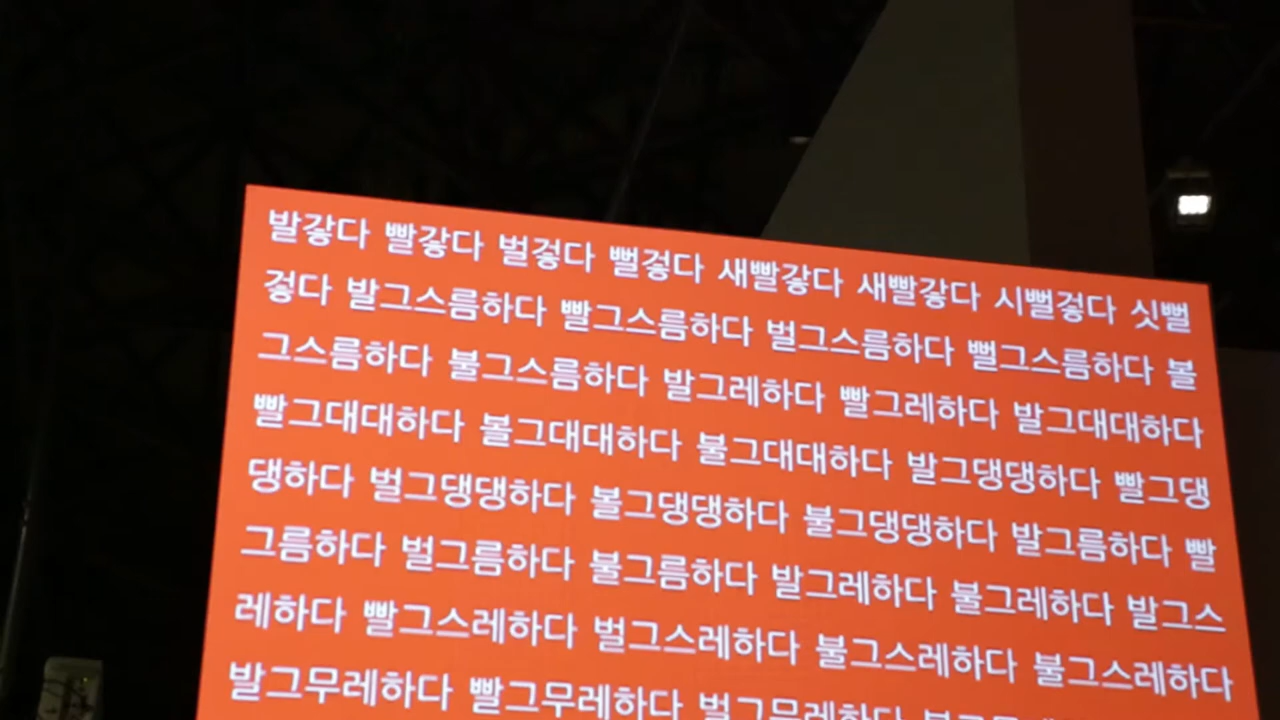 발갛다 빨갛다 벌겋다 뻘겋다 새빨갛다 새빨갛다 시뻘겋다 싯뻘
겋다 발그스름하다 빨그스름하다 벌그스름하다 뻘그스름하다 볼
그스름하다 불그스름하다 발그레하다 빨그레하다 발그대대하다
빨그대대하다 볼그대대하다 불그대대하다 발그댕댕하다 빨그댕
댕하다 벌그댕댕하다 볼그댕댕하다 불그댕댕하다 발그름하다 빨
그름하다 벌그름하다 불그름하다 발그레하다 불그레하다 발그스
레하다 빨그스레하다 벌그스레하다 불그스레하다 불그스레하다
발그무레하다 빨그무레하다 벌그무레하다